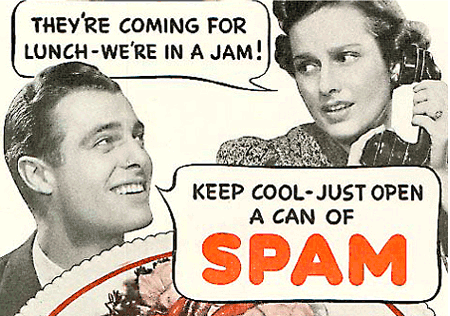 THEY'RE COMING FOR
LUNCH-WE'RE IN A JAM!
KEEP COOL-JUST OPEN
A CAN OF
SPAM